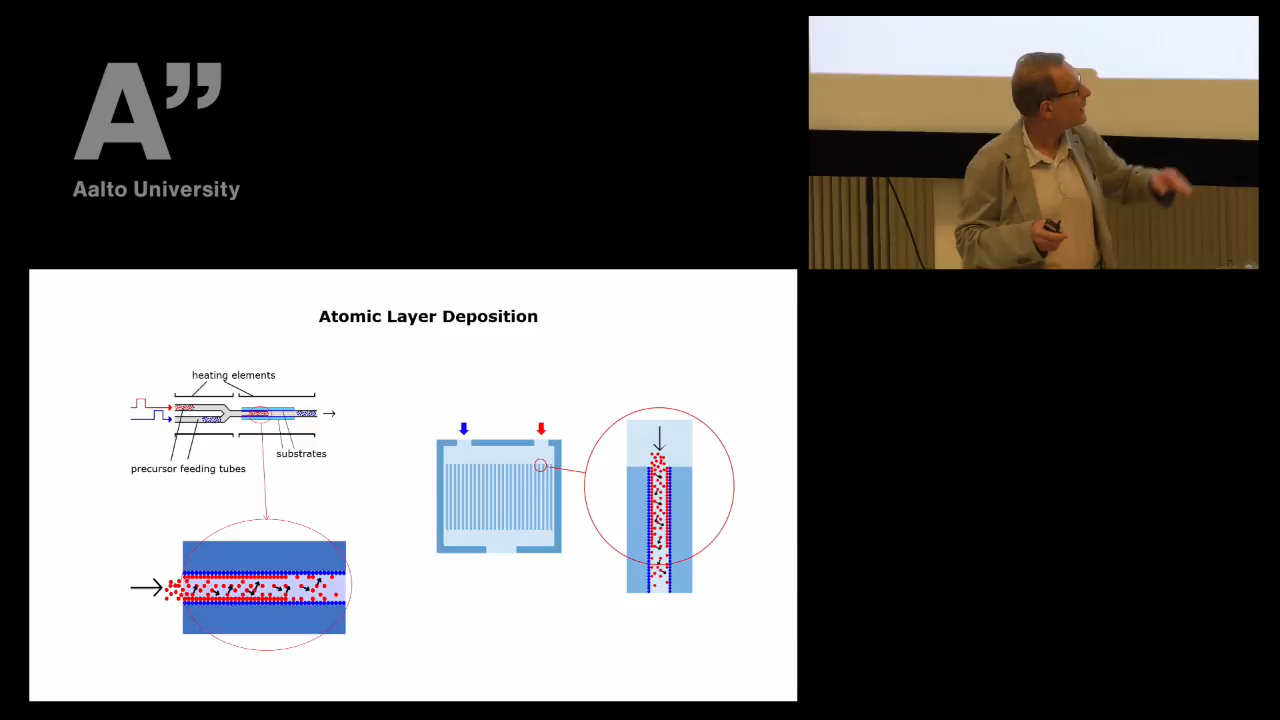 A”
Aalto University
Atomic Layer Deposition
heating elements
substrates
precursor feeding tubes